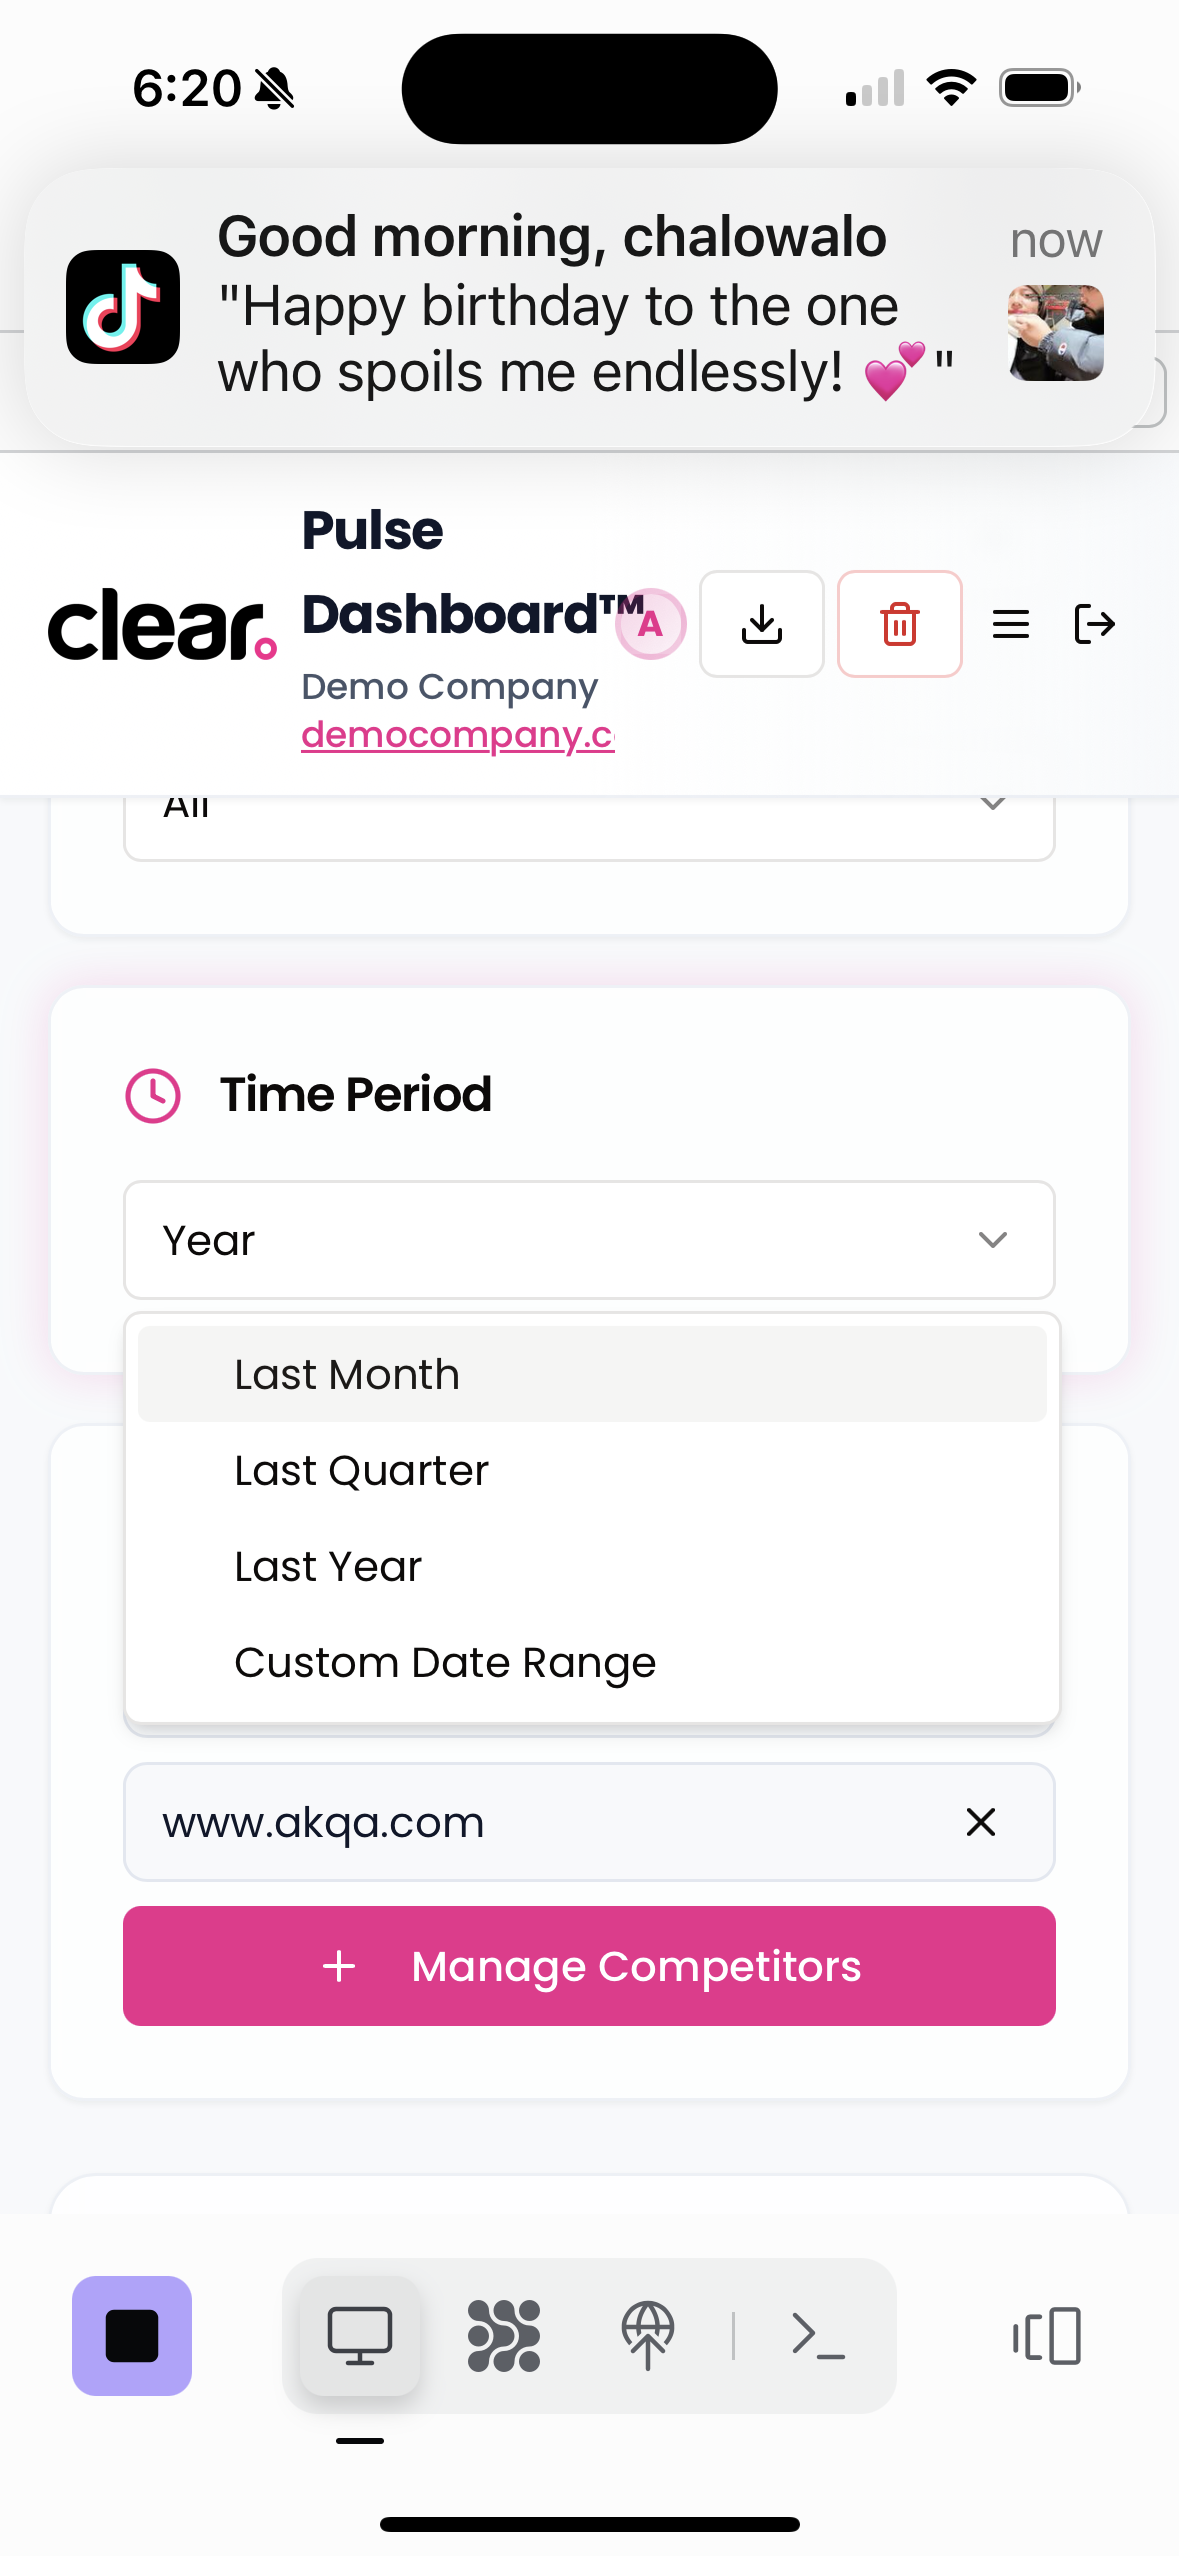 6:20
Good morning, chalowalo
now
"Happy birthday to the one
who spoils me endlessly! 💕"
clear.
Pulse
Dashboard™
A
Demo Company
democompany.c
All
Time Period
Year
Last Month
Last Quarter
Last Year
Custom Date Range
www.akqa.com
Manage Competitors